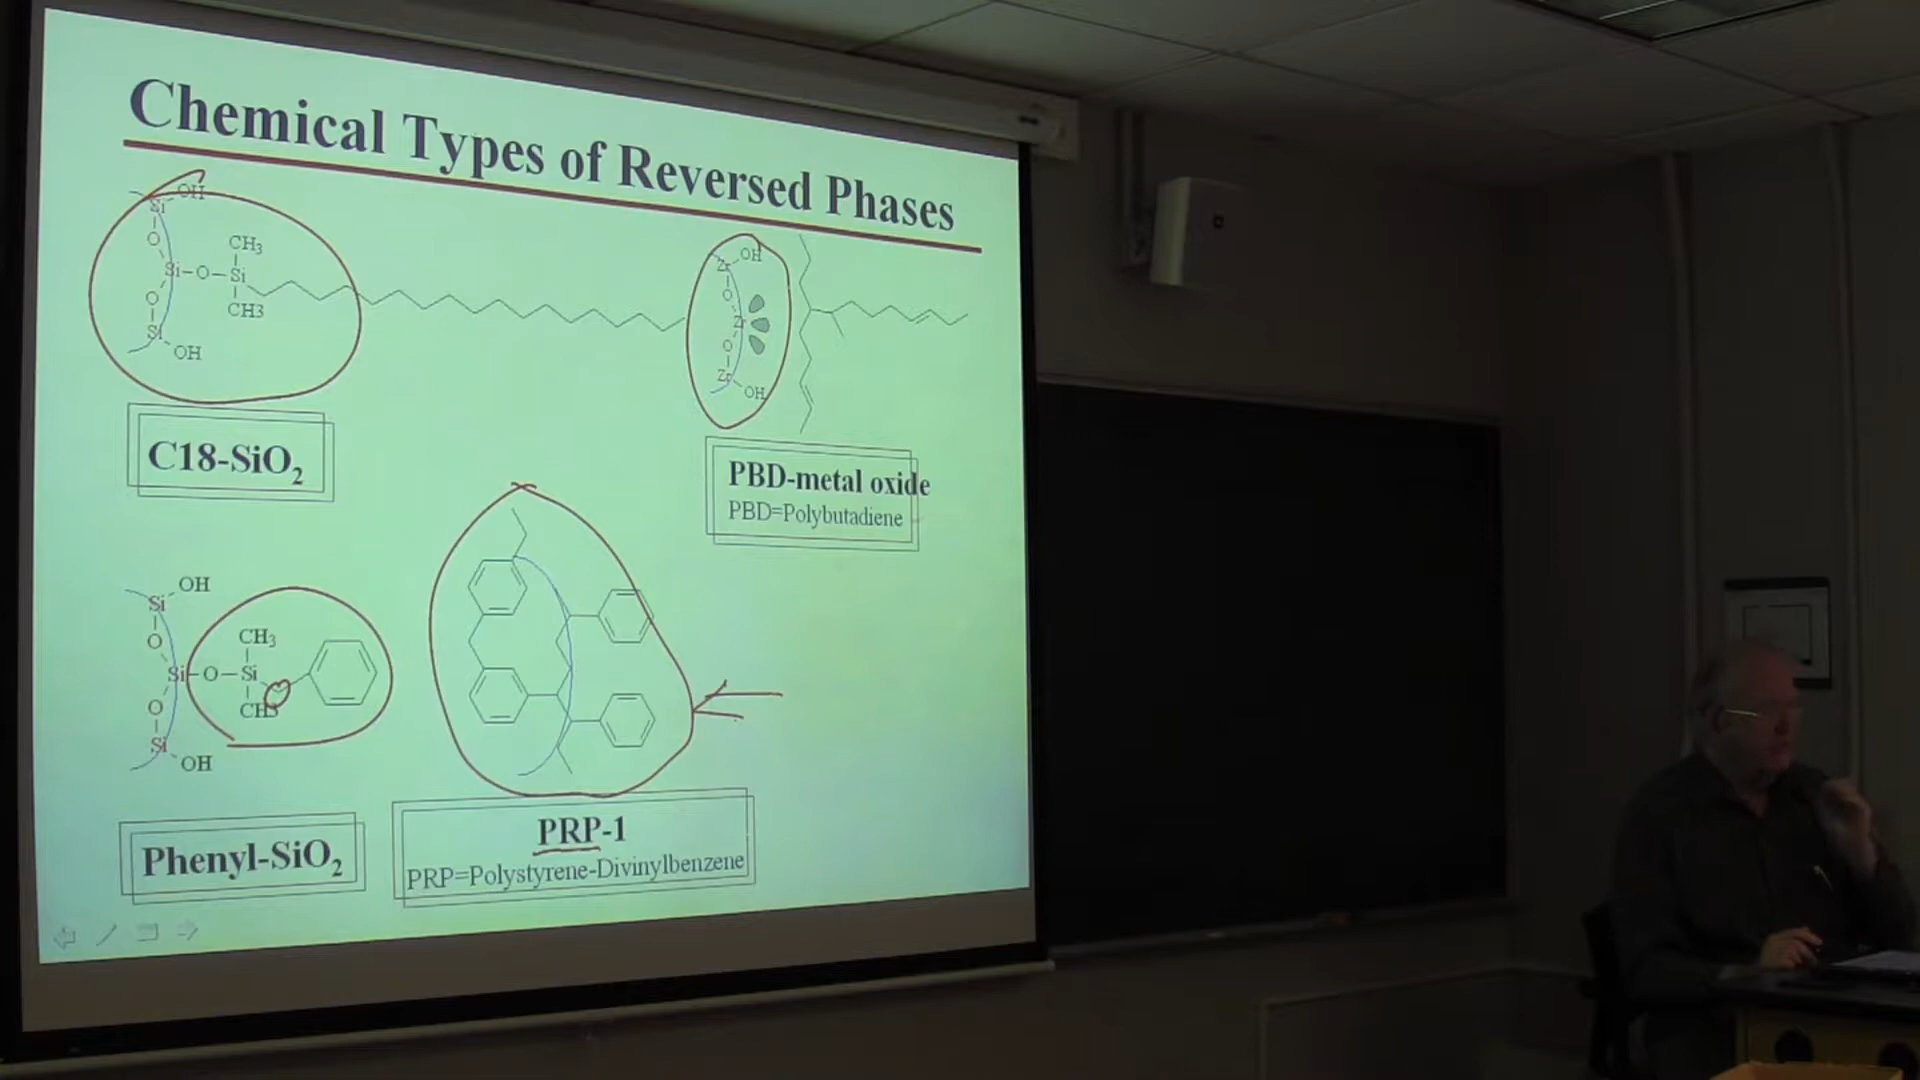 Chemical Types of Reversed Phases
OH
Si
O
CH3
Si-O-Si
O
CH3
Si
OH
C18-SiO2
OH
Zr
O
Zr
O
Zr
OH
PBD-metal oxide
PBD=Polybutadiene
OH
Si
O
CH3
Si-O-Si
O
CH3
Si
OH
Phenyl-SiO2
PRP-1
PRP=Polystyrene-Divinylbenzene